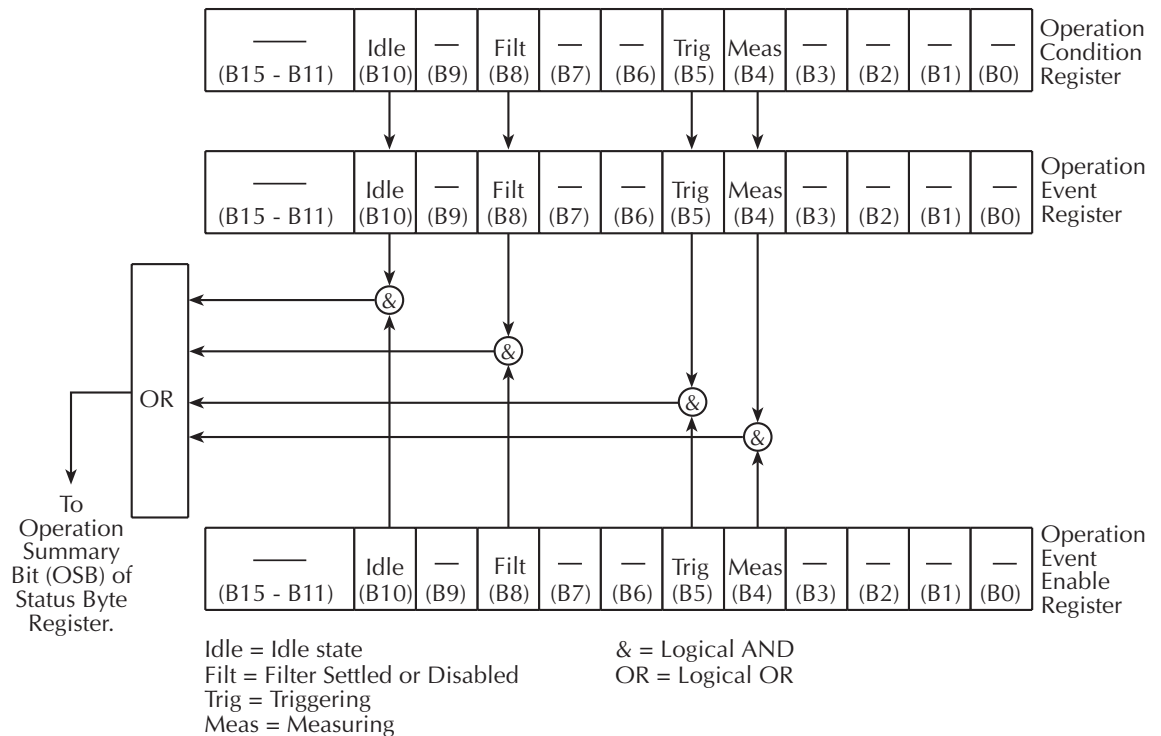 Idle — Filt — — Trig Meas — — — —
(B15 - B11) (B10) (B9) (B8) (B7) (B6) (B5) (B4) (B3) (B2) (B1) (B0)
Operation
Condition
Register
Idle — Filt — — Trig Meas — — — —
(B15 - B11) (B10) (B9) (B8) (B7) (B6) (B5) (B4) (B3) (B2) (B1) (B0)
Operation
Event
Register
&
&
&
&
OR
To
Operation
Summary
Bit (OSB) of
Status Byte
Register.
Idle — Filt — — Trig Meas — — — —
(B15 - B11) (B10) (B9) (B8) (B7) (B6) (B5) (B4) (B3) (B2) (B1) (B0)
Operation
Event
Enable
Register
Idle = Idle state
Filt = Filter Settled or Disabled
Trig = Triggering
Meas = Measuring
& = Logical AND
OR = Logical OR